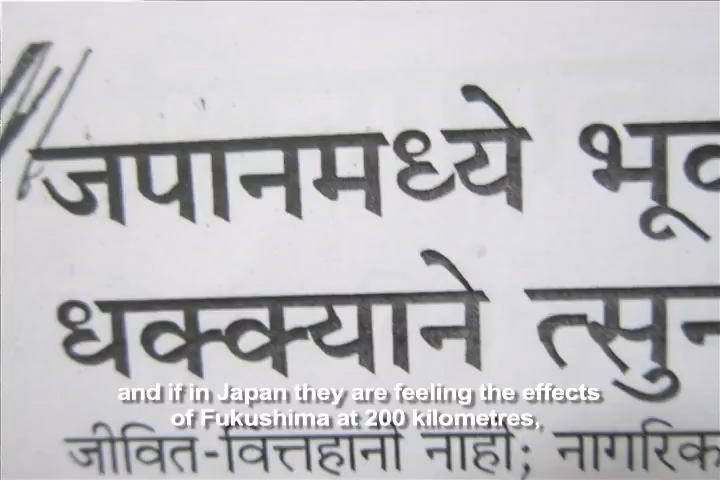 जपानमध्ये
धक्क्याने
and if in Japan they are feeling the effects
of Fukushima at 200 kilometres,
जीवित-वित्तहानी नाही; नागरिक